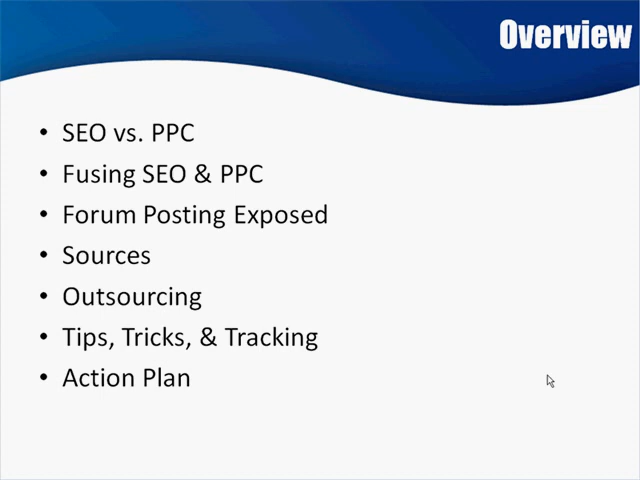 Overview
• SEO vs. PPC
• Fusing SEO & PPC
• Forum Posting Exposed
• Sources
• Outsourcing
• Tips, Tricks, & Tracking
• Action Plan